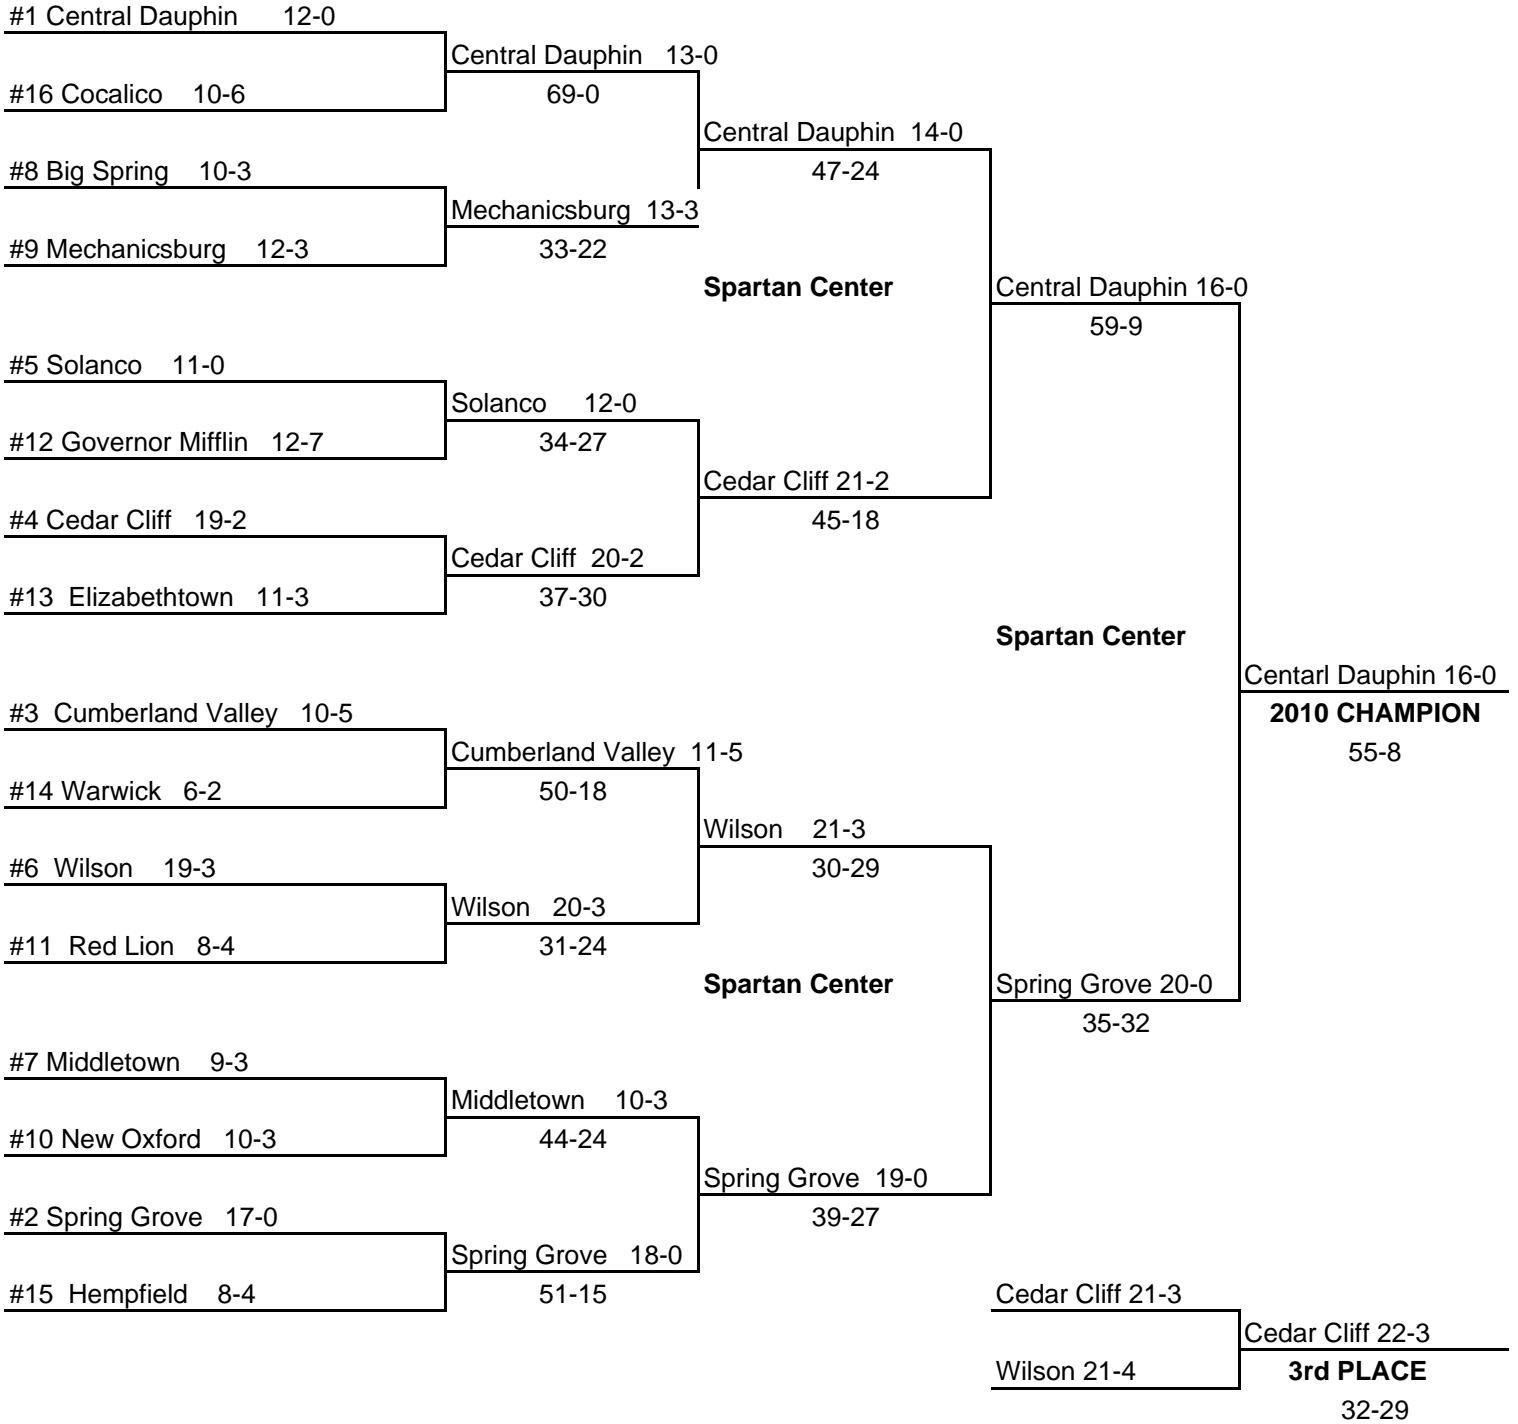 #1 Central Dauphin 12-0
Central Dauphin 13-0
#16 Cocalico 10-6
69-0
Central Dauphin 14-0
#8 Big Spring 10-3
47-24
Mechanicsburg 13-3
#9 Mechanicsburg 12-3
33-22
Spartan Center
Central Dauphin 16-0
59-9
#5 Solanco 11-0
Solanco 12-0
#12 Governor Mifflin 12-7
34-27
Cedar Cliff 21-2
#4 Cedar Cliff 19-2
45-18
Cedar Cliff 20-2
#13 Elizabethtown 11-3
37-30
Spartan Center
Centarl Dauphin 16-0
#3 Cumberland Valley 10-5
2010 CHAMPION
Cumberland Valley 11-5
55-8
#14 Warwick 6-2
50-18
Wilson 21-3
#6 Wilson 19-3
30-29
Wilson 20-3
#11 Red Lion 8-4
31-24
Spartan Center
Spring Grove 20-0
35-32
#7 Middletown 9-3
Middletown 10-3
#10 New Oxford 10-3
44-24
Spring Grove 19-0
#2 Spring Grove 17-0
39-27
Spring Grove 18-0
#15 Hempfield 8-4
51-15
Cedar Cliff 21-3
Cedar Cliff 22-3
Wilson 21-4
3rd PLACE
32-29